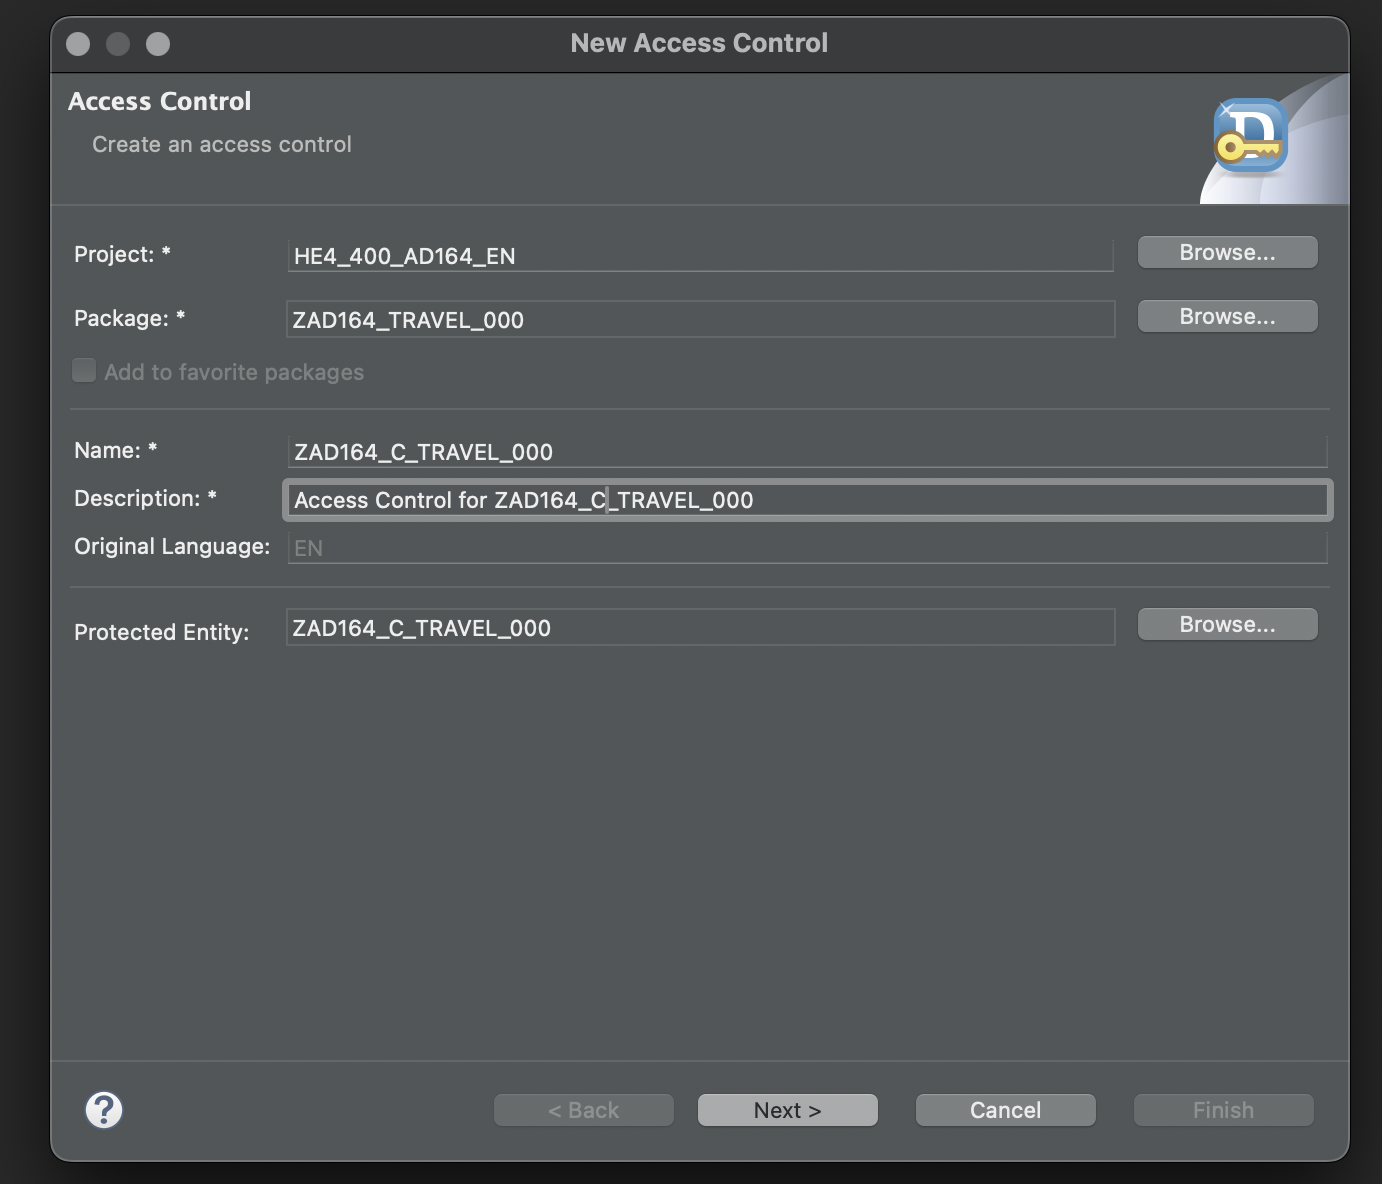 New Access Control
Access Control
Create an access control
D
Project: * HE4_400_AD164_EN Browse...
Package: * ZAD164_TRAVEL_000 Browse...
Add to favorite packages
Name: * ZAD164_C_TRAVEL_000
Description: * Access Control for ZAD164_C_TRAVEL_000
Original Language: EN
Protected Entity: ZAD164_C_TRAVEL_000 Browse...
? < Back Next > Cancel Finish